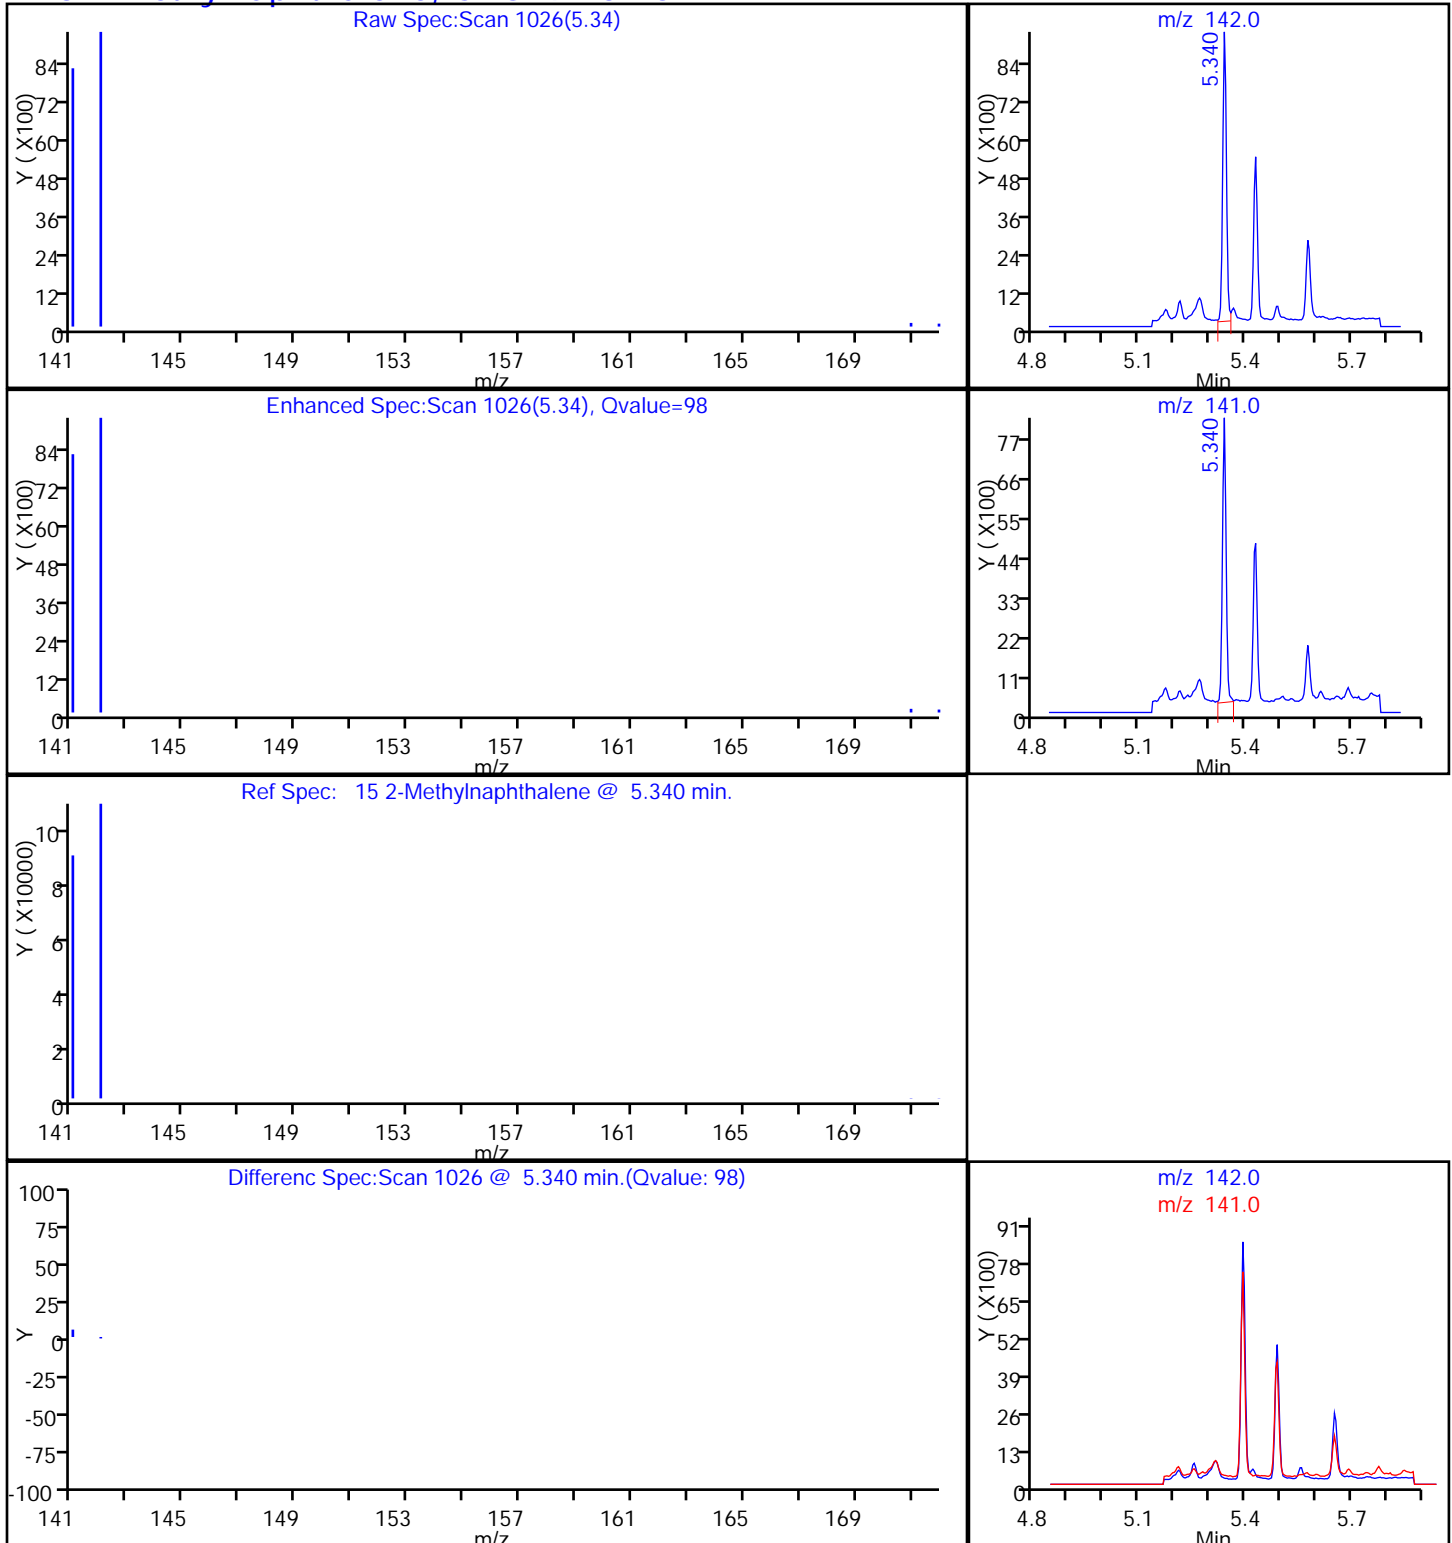 Raw Spec:Scan 1026(5.34)
Y ( X100)
84
72
60
48
36
24
12
0
141 145 149 153 157 161 165 169
m/z
m/z 142.0
5.340
Y ( X100)
84
72
60
48
36
24
12
0
4.8 5.1 5.4 5.7
Min
Enhanced Spec:Scan 1026(5.34), Qvalue=98
Y ( X100)
84
72
60
48
36
24
12
0
141 145 149 153 157 161 165 169
m/z
m/z 141.0
5.340
Y ( X100)
77
66
55
44
33
22
11
0
4.8 5.1 5.4 5.7
Min
Ref Spec: 15 2-Methylnaphthalene @ 5.340 min.
Y ( X10000)
10
8
6
4
2
0
141 145 149 153 157 161 165 169
m/z
Differenc Spec:Scan 1026 @ 5.340 min.(Qvalue: 98)
Y
100
75
50
25
0
-25
-50
-75
-100
141 145 149 153 157 161 165 169
m/z
m/z 142.0
m/z 141.0
Y ( X100)
91
78
65
52
39
26
13
0
4.8 5.1 5.4 5.7
Min